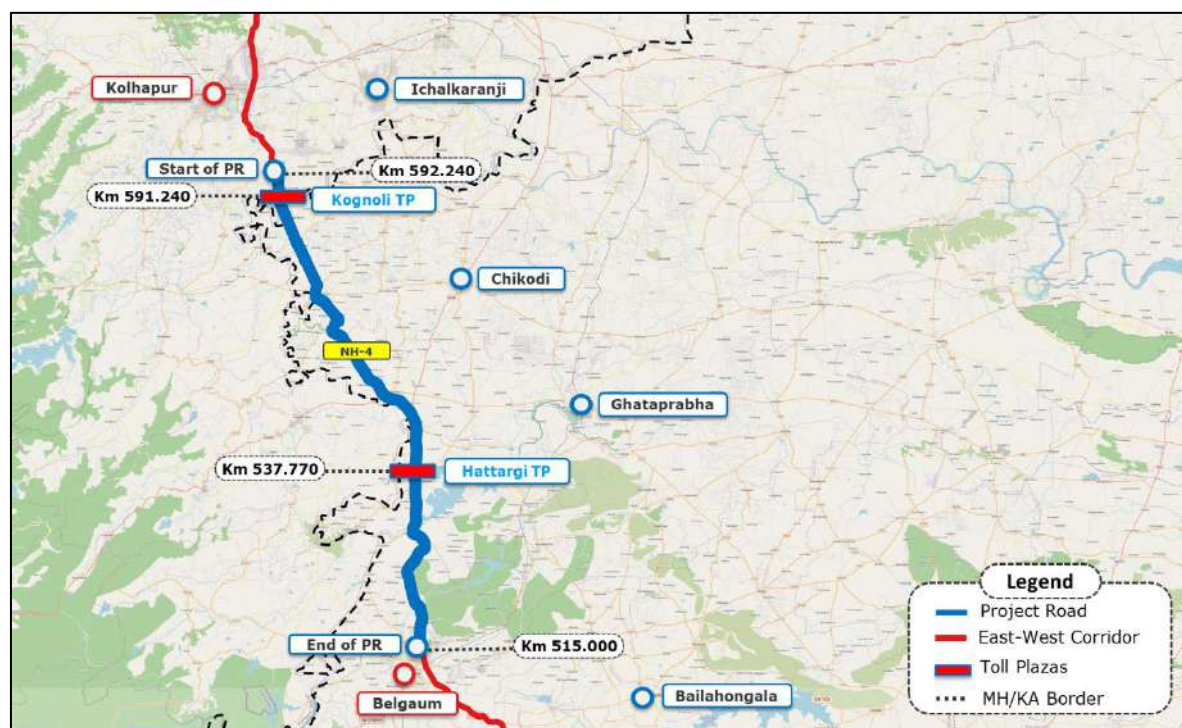 Kolhapur
Ichalkaranji
Start of PR
Km 592.240
Km 591.240
Kognoli TP
Chikodi
NH-4
Ghataprabha
Km 537.770
Hattargi TP
End of PR
Km 515.000
Belgaum
Bailahongala
Legend
Project Road
East-West Corridor
Toll Plazas
MH/KA Border